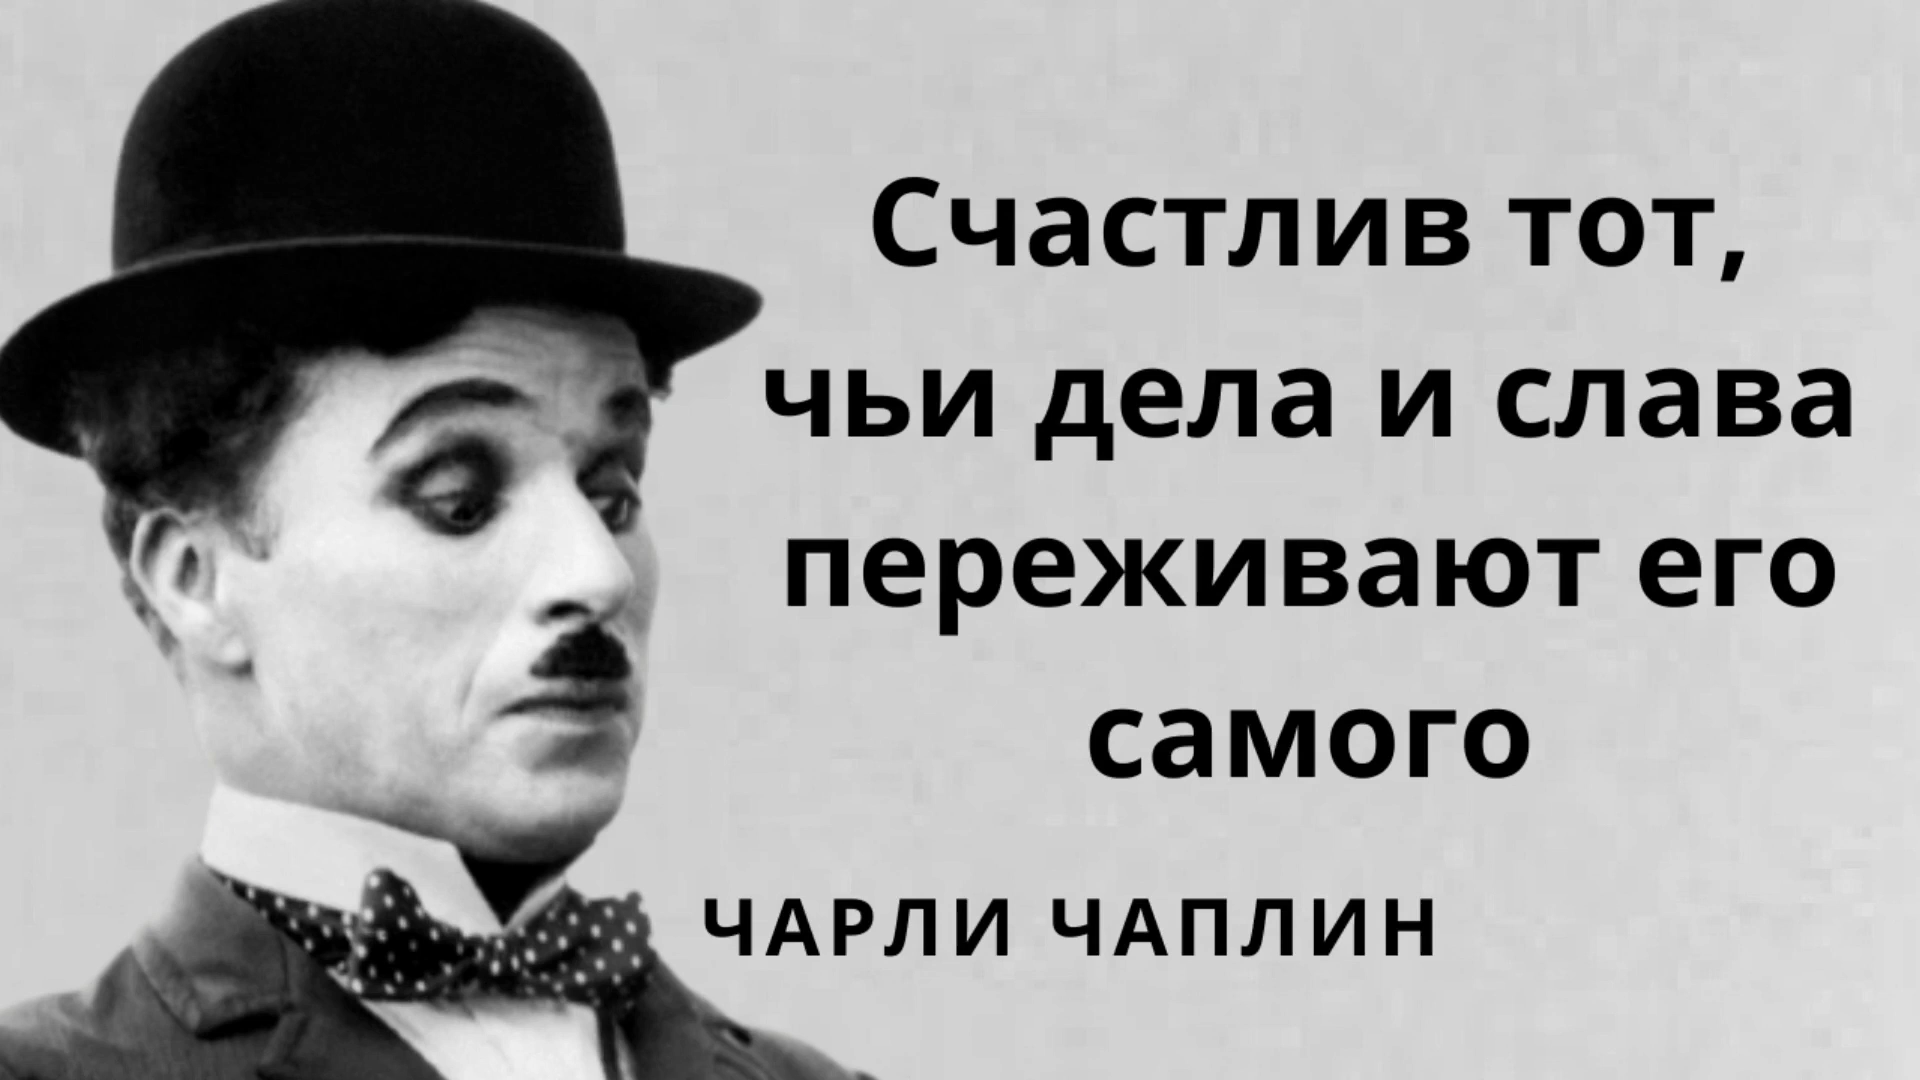 Счастлив тот,
чьи дела и слава
переживают его
самого
ЧАРЛИ ЧАПЛИН